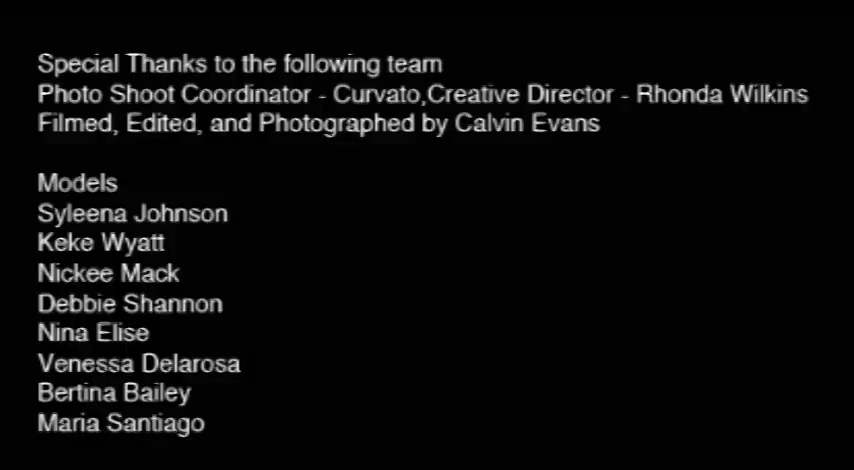 Special Thanks to the following team
Photo Shoot Coordinator - Curvato,Creative Director - Rhonda Wilkins
Filmed, Edited, and Photographed by Calvin Evans
Models
Syleena Johnson
Keke Wyatt
Nickee Mack
Debbie Shannon
Nina Elise
Venessa Delarosa
Bertina Bailey
Maria Santiago